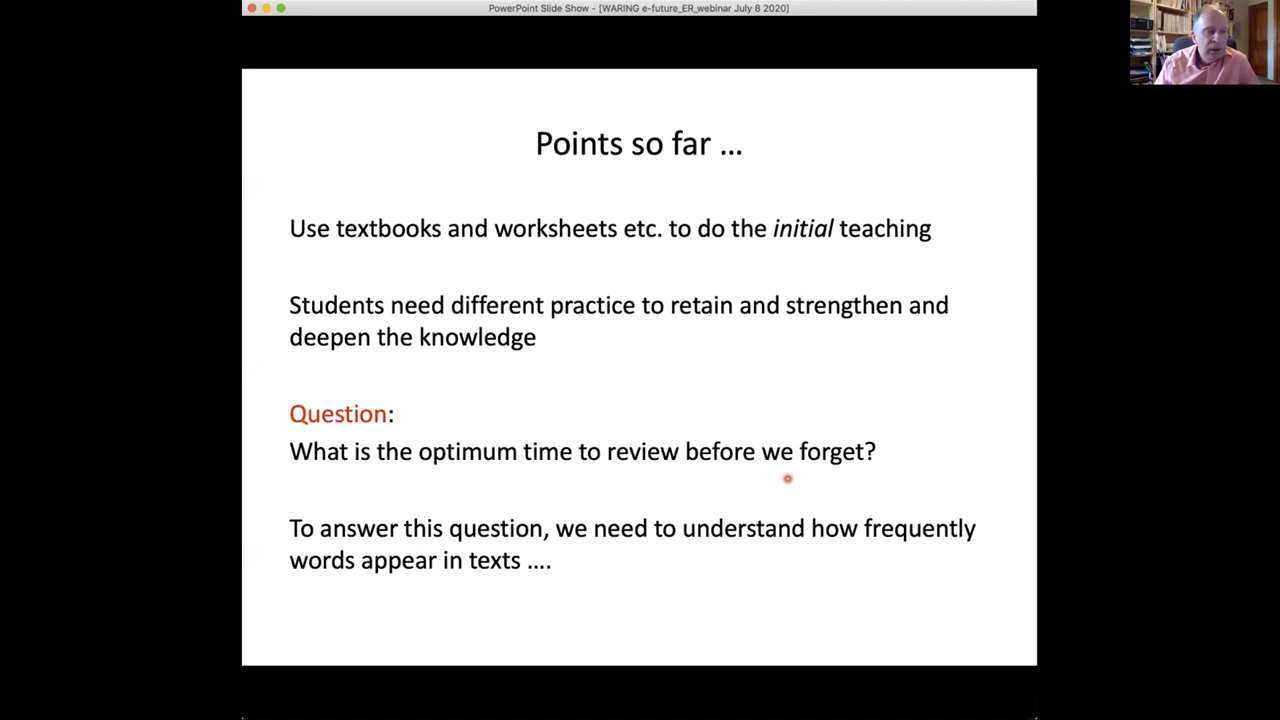 PowerPoint Slide Show - [WARING e-future_ER_webinar July 8 2020]
Points so far ...
Use textbooks and worksheets etc. to do the initial teaching
Students need different practice to retain and strengthen and
deepen the knowledge
Question:
What is the optimum time to review before we forget?
To answer this question, we need to understand how frequently
words appear in texts ....